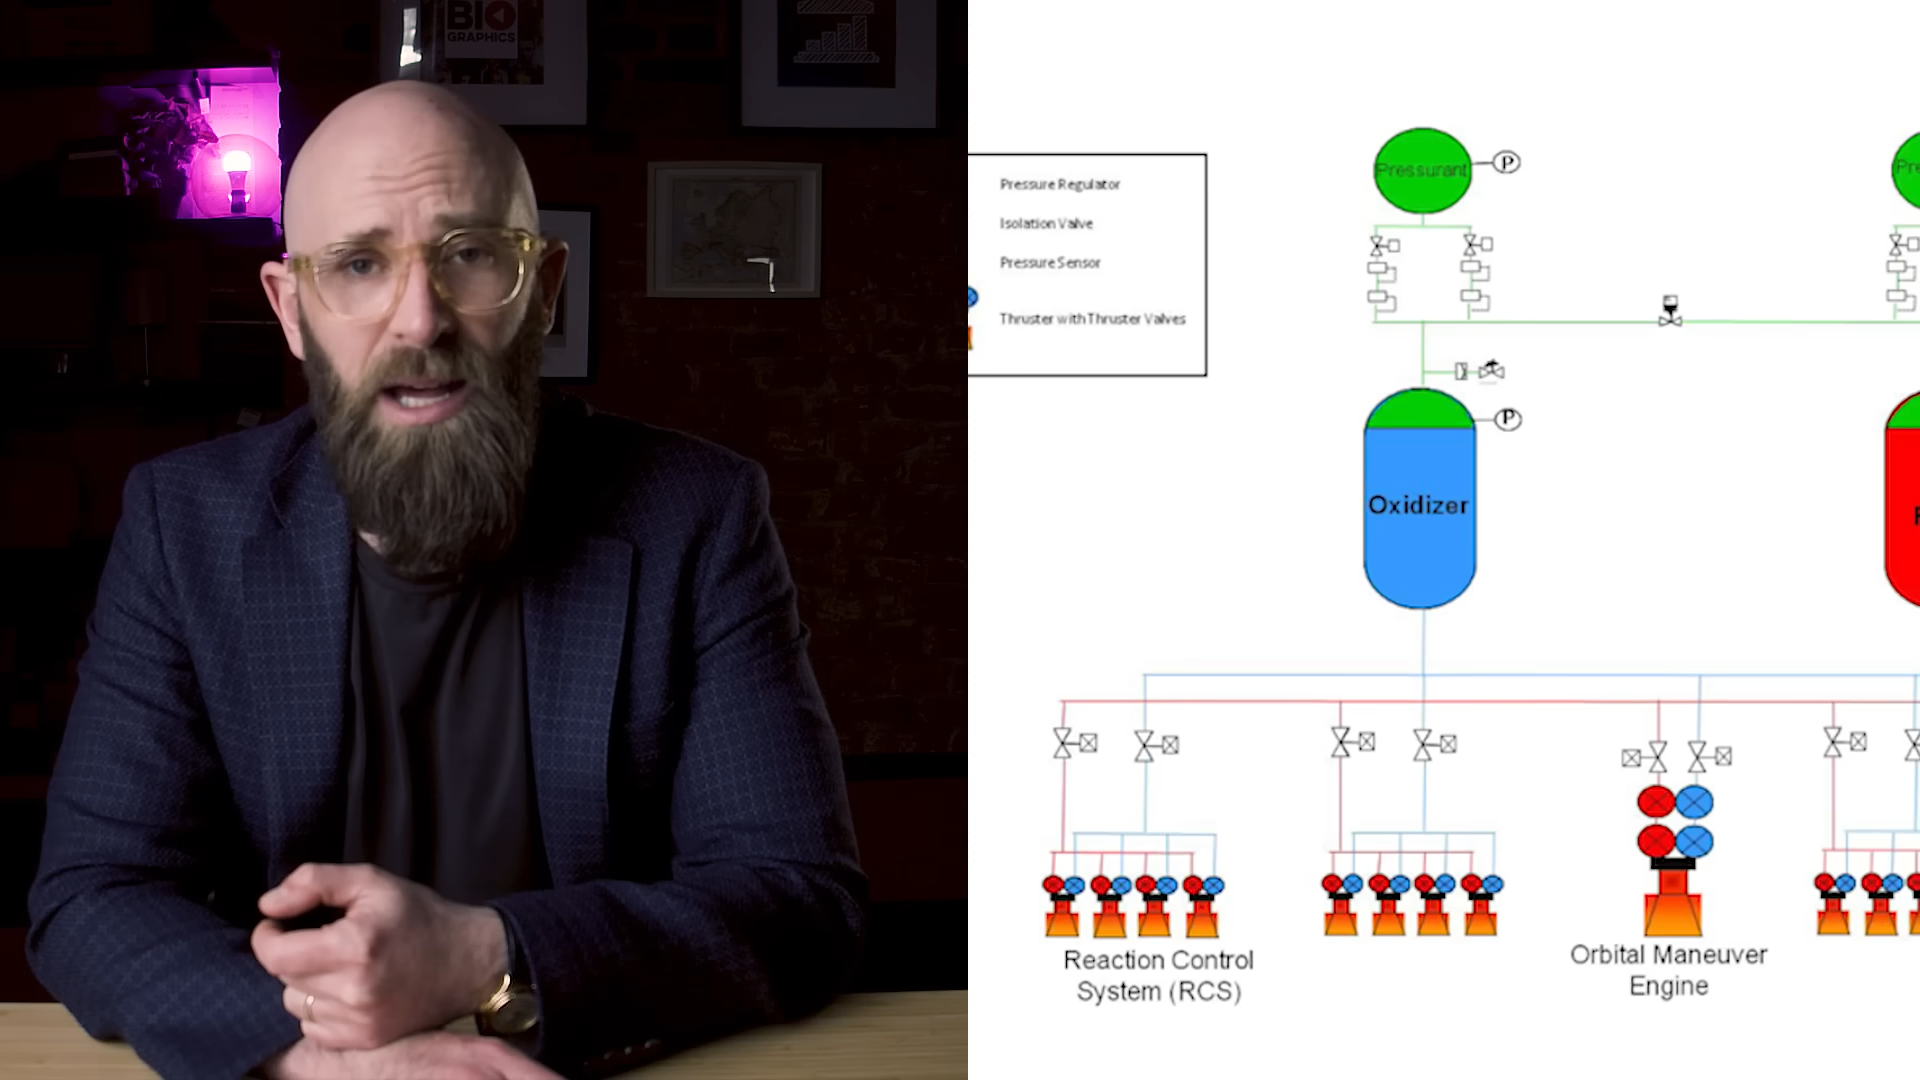 BIO
GRAPHICS
Pressure Regulator
Isolation Valve
Pressure Sensor
Thruster with Thruster Valves
Pressurant
P
Pre
P
Oxidizer
Reaction Control
System (RCS)
Orbital Maneuver
Engine